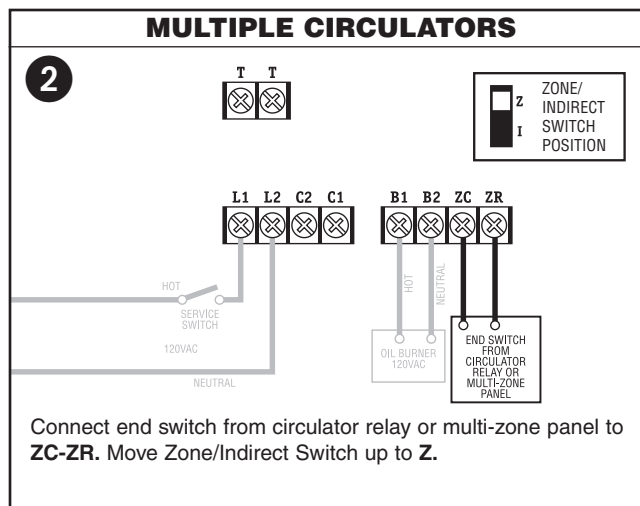 MULTIPLE CIRCULATORS
2
T T
ZONE/
INDIRECT
SWITCH
POSITION
Z
I
L1 L2 C2 C1
B1 B2 ZC ZR
HOT
SERVICE
SWITCH
120VAC
NEUTRAL
HOT
NEUTRAL
OIL BURNER
120VAC
END SWITCH
FROM
CIRCULATOR
RELAY OR
MULTI-ZONE
PANEL
Connect end switch from circulator relay or multi-zone panel to
ZC-ZR. Move Zone/Indirect Switch up to Z.